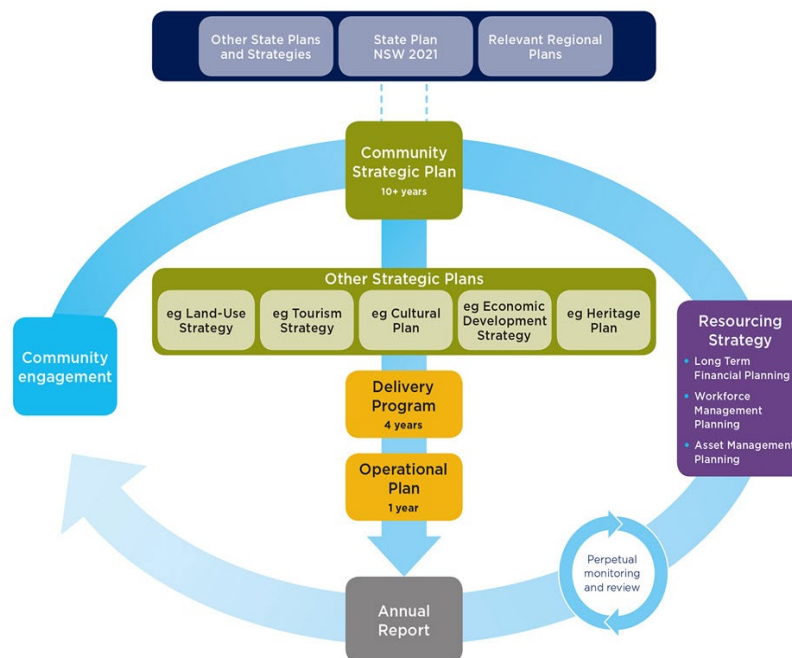 Other State Plans
and Strategies
State Plan
NSW 2021
Relevant Regional
Plans
Community
Strategic Plan
10+ years
Other Strategic Plans
eg Land-Use
Strategy
eg Tourism
Strategy
eg Cultural
Plan
eg Economic
Development
Strategy
eg Heritage
Plan
Community
engagement
Resourcing
Strategy
• Long Term
Financial Planning
• Workforce
Management
Planning
• Asset Management
Planning
Delivery
Program
4 years
Operational
Plan
1 year
Perpetual
monitoring
and review
Annual
Report